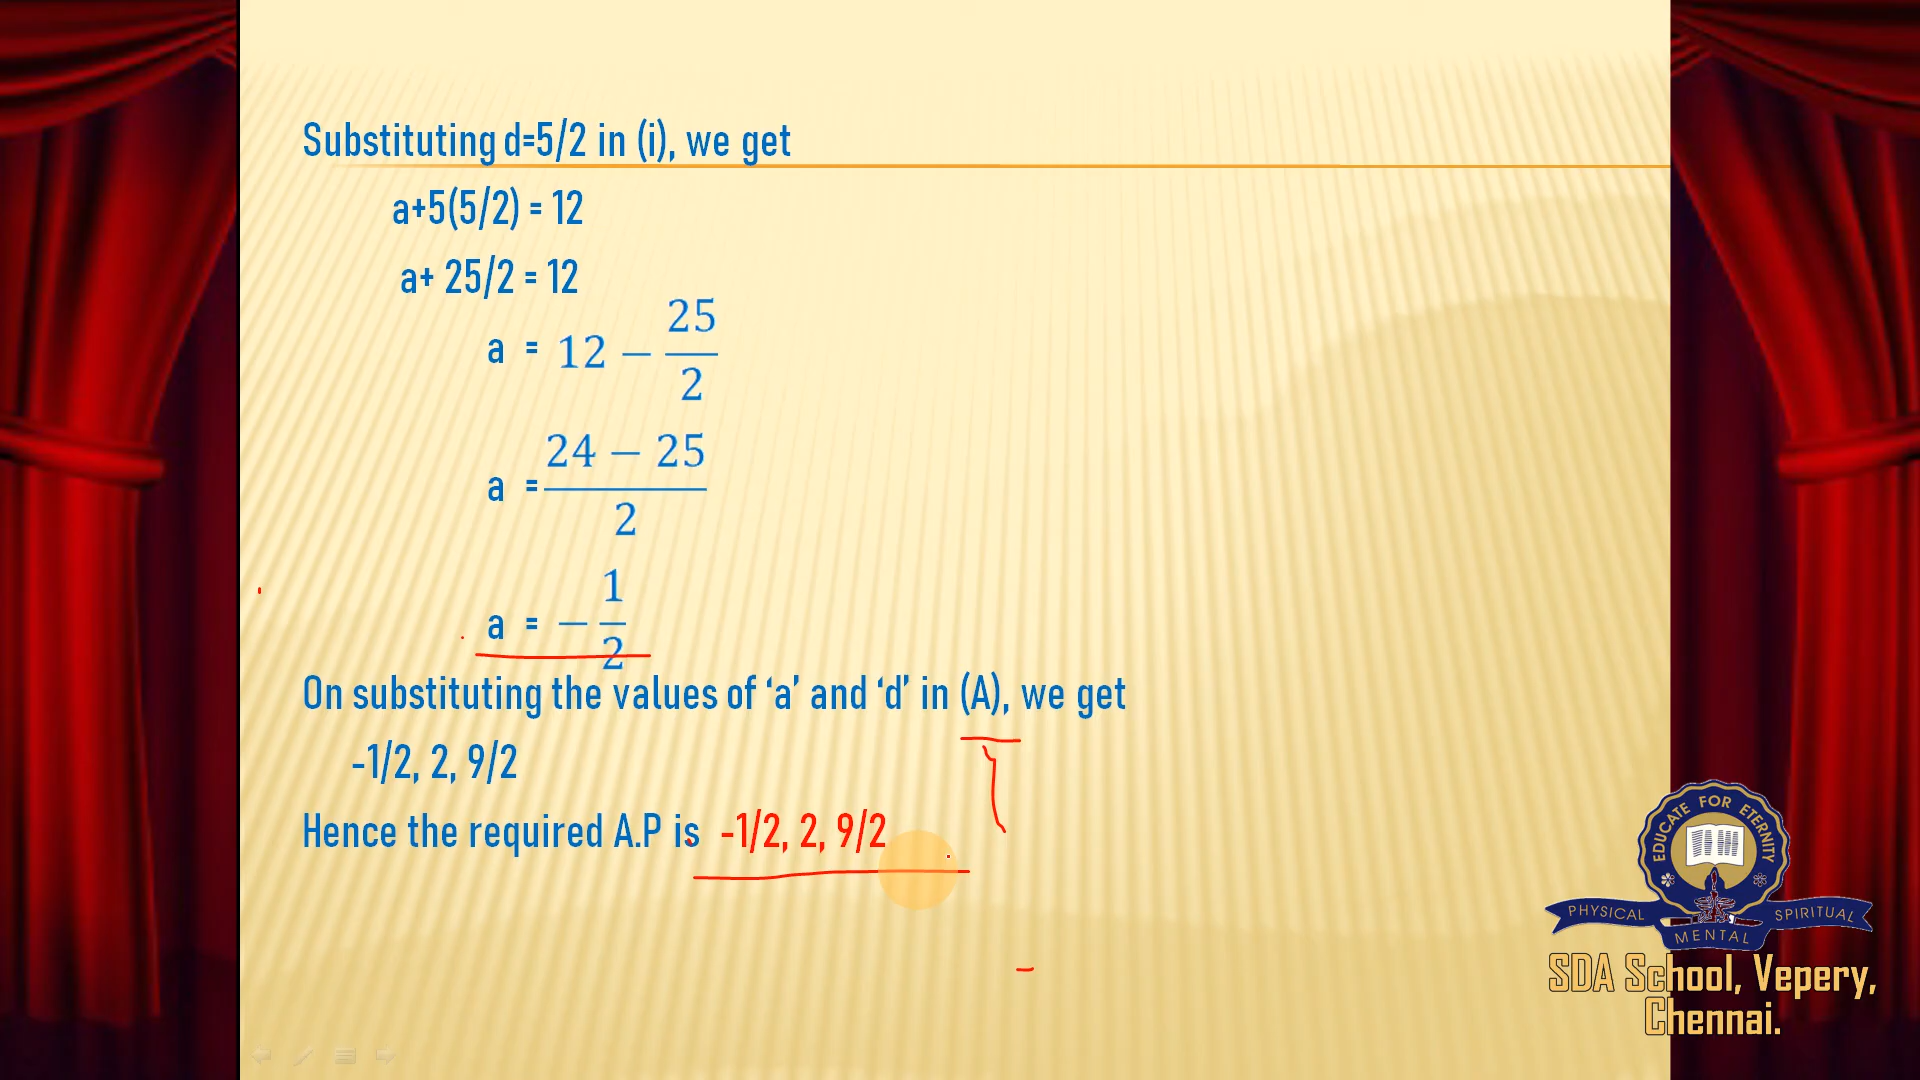 Substituting d=5/2 in (i), we get
a+5(5/2) = 12
a+ 25/2 = 12
a = 12 − 25/2
a = 24 − 25/2
a = − 1/2
On substituting the values of ‘a’ and ‘d’ in (A), we get
-1/2, 2, 9/2
Hence the required A.P is -1/2, 2, 9/2
EDUCATE FOR ETERNITY
PHYSICAL MENTAL SPIRITUAL
SDA School, Vepery,
Chennai.